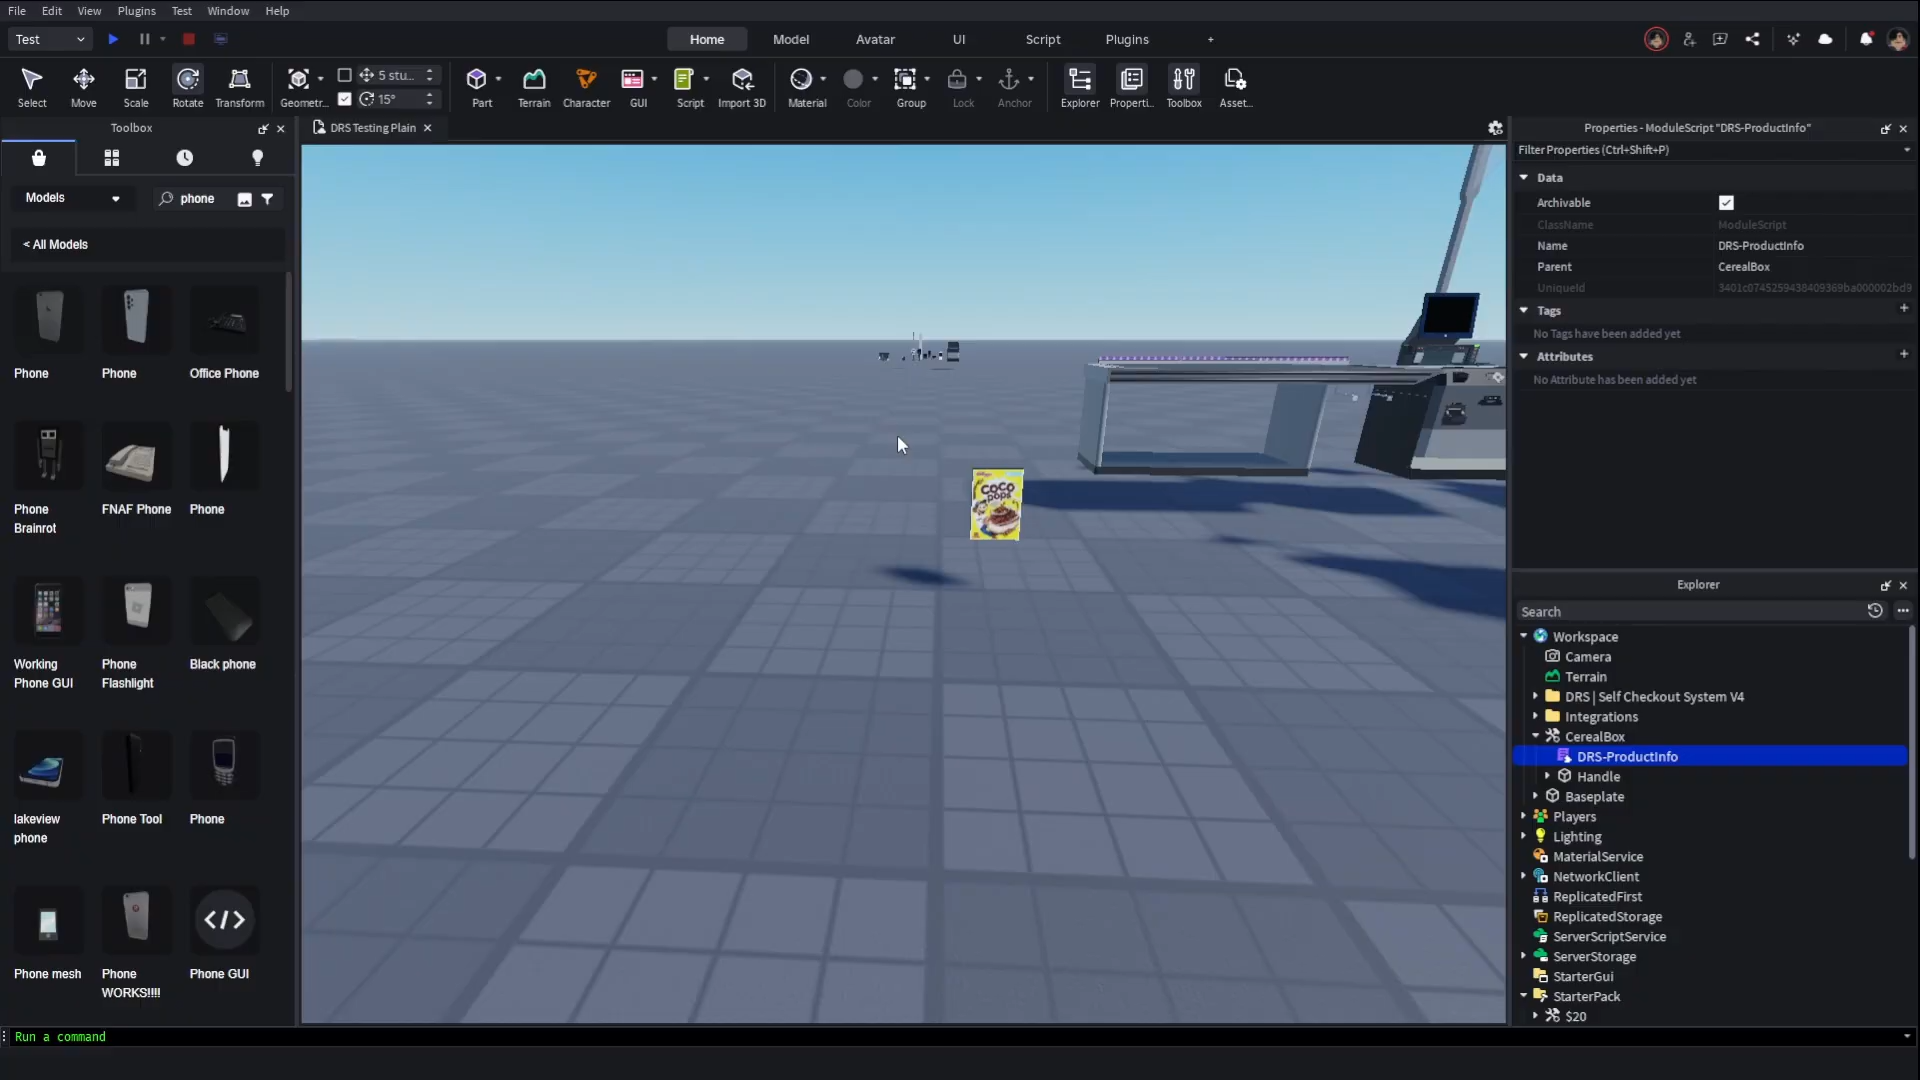 File Edit View Plugins Test Window Help
Test
Home Model Avatar UI Script Plugins +
5 stu...
15°
Select Move Scale Rotate Transform Geometr... Part Terrain Character GUI Script Import 3D Material Color Group Lock Anchor Explorer Properti... Toolbox Asset...
Toolbox
DRS Testing Plain
Models
phone
< All Models
Phone Phone Office Phone
Phone Brainrot
FNAF Phone
Phone
Working Phone GUI
Phone Flashlight
Black phone
lakeview phone
Phone Tool
Phone
Phone mesh
Phone WORKS!!!!
Phone GUI
COCO
pops
Properties - ModuleScript "DRS-ProductInfo"
Filter Properties (Ctrl+Shift+P)
Data
Archivable
ClassName ModuleScript
Name DRS-ProductInfo
Parent CerealBox
UniqueId 3401c0745259438409369ba000002bd9
Tags
No Tags have been added yet
Attributes
No Attribute has been added yet
Explorer
Search
Workspace
Camera
Terrain
DRS | Self Checkout System V4
Integrations
CerealBox
DRS-ProductInfo
Handle
Baseplate
Players
Lighting
MaterialService
NetworkClient
ReplicatedFirst
ReplicatedStorage
ServerScriptService
ServerStorage
StarterGui
StarterPack
$20
Run a command